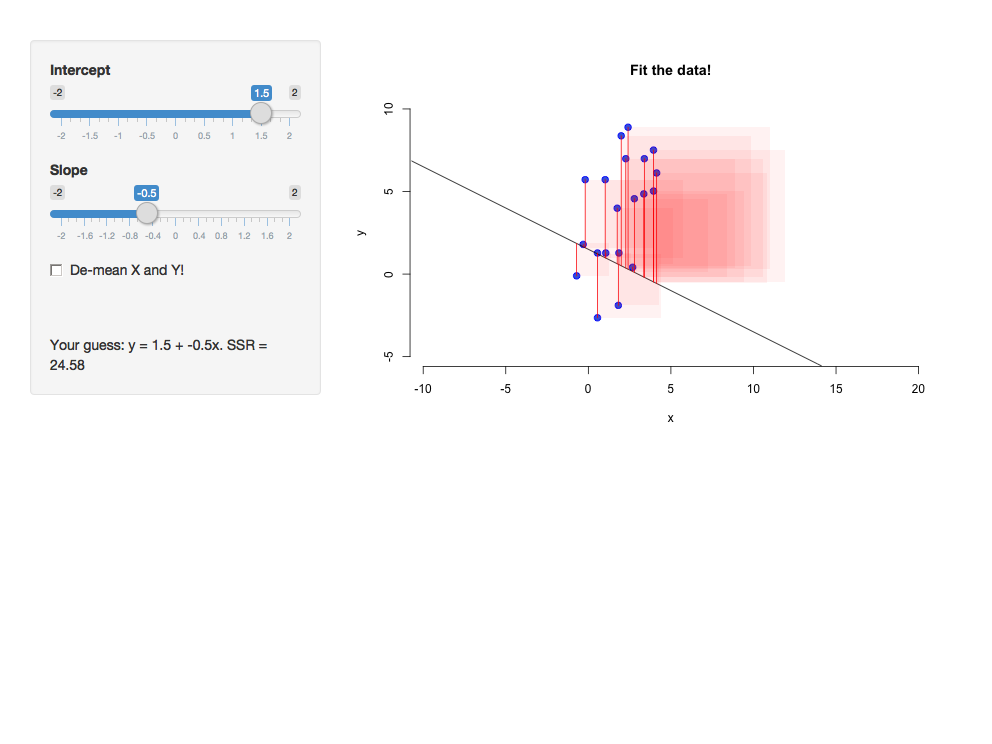 Intercept
-2 1.5 2
-2 -1.5 -1 -0.5 0 0.5 1 1.5 2
Slope
-2 -0.5 2
-2 -1.6 -1.2 -0.8 -0.4 0 0.4 0.8 1.2 1.6 2
De-mean X and Y!
Your guess: y = 1.5 + -0.5x. SSR =
24.58
Fit the data!
10
5
0
-5
y
-10 -5 0 5 10 15 20
x